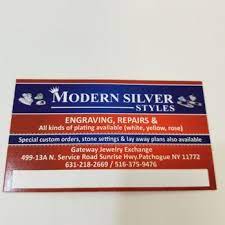 MODERN SILVER
STYLES
ENGRAVING, REPAIRS &
All kinds of plating available (white, yellow, rose)
Special custom orders, stone settings & lay away plans also available
Gateway Jewelry Exchange
499-13A N. Service Road Sunrise Hwy. Patchogue NY 11772
631-218-2669 / 516-375-9476